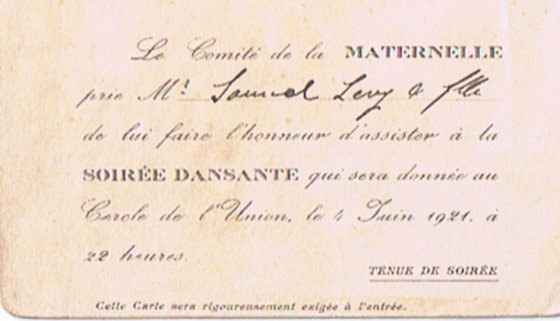 Le Comité de la MATERNELLE
prie Mr. Samuel Levy & flle
de lui faire l'honneur d'assister à la
SOIRÉE DANSANTE qui sera donnée au
Cercle de l'Union, le 4 Juin 1921, à
22 heures.
TENUE DE SOIRÉE
Cette Carte sera rigoureusement exigée à l'entrée.